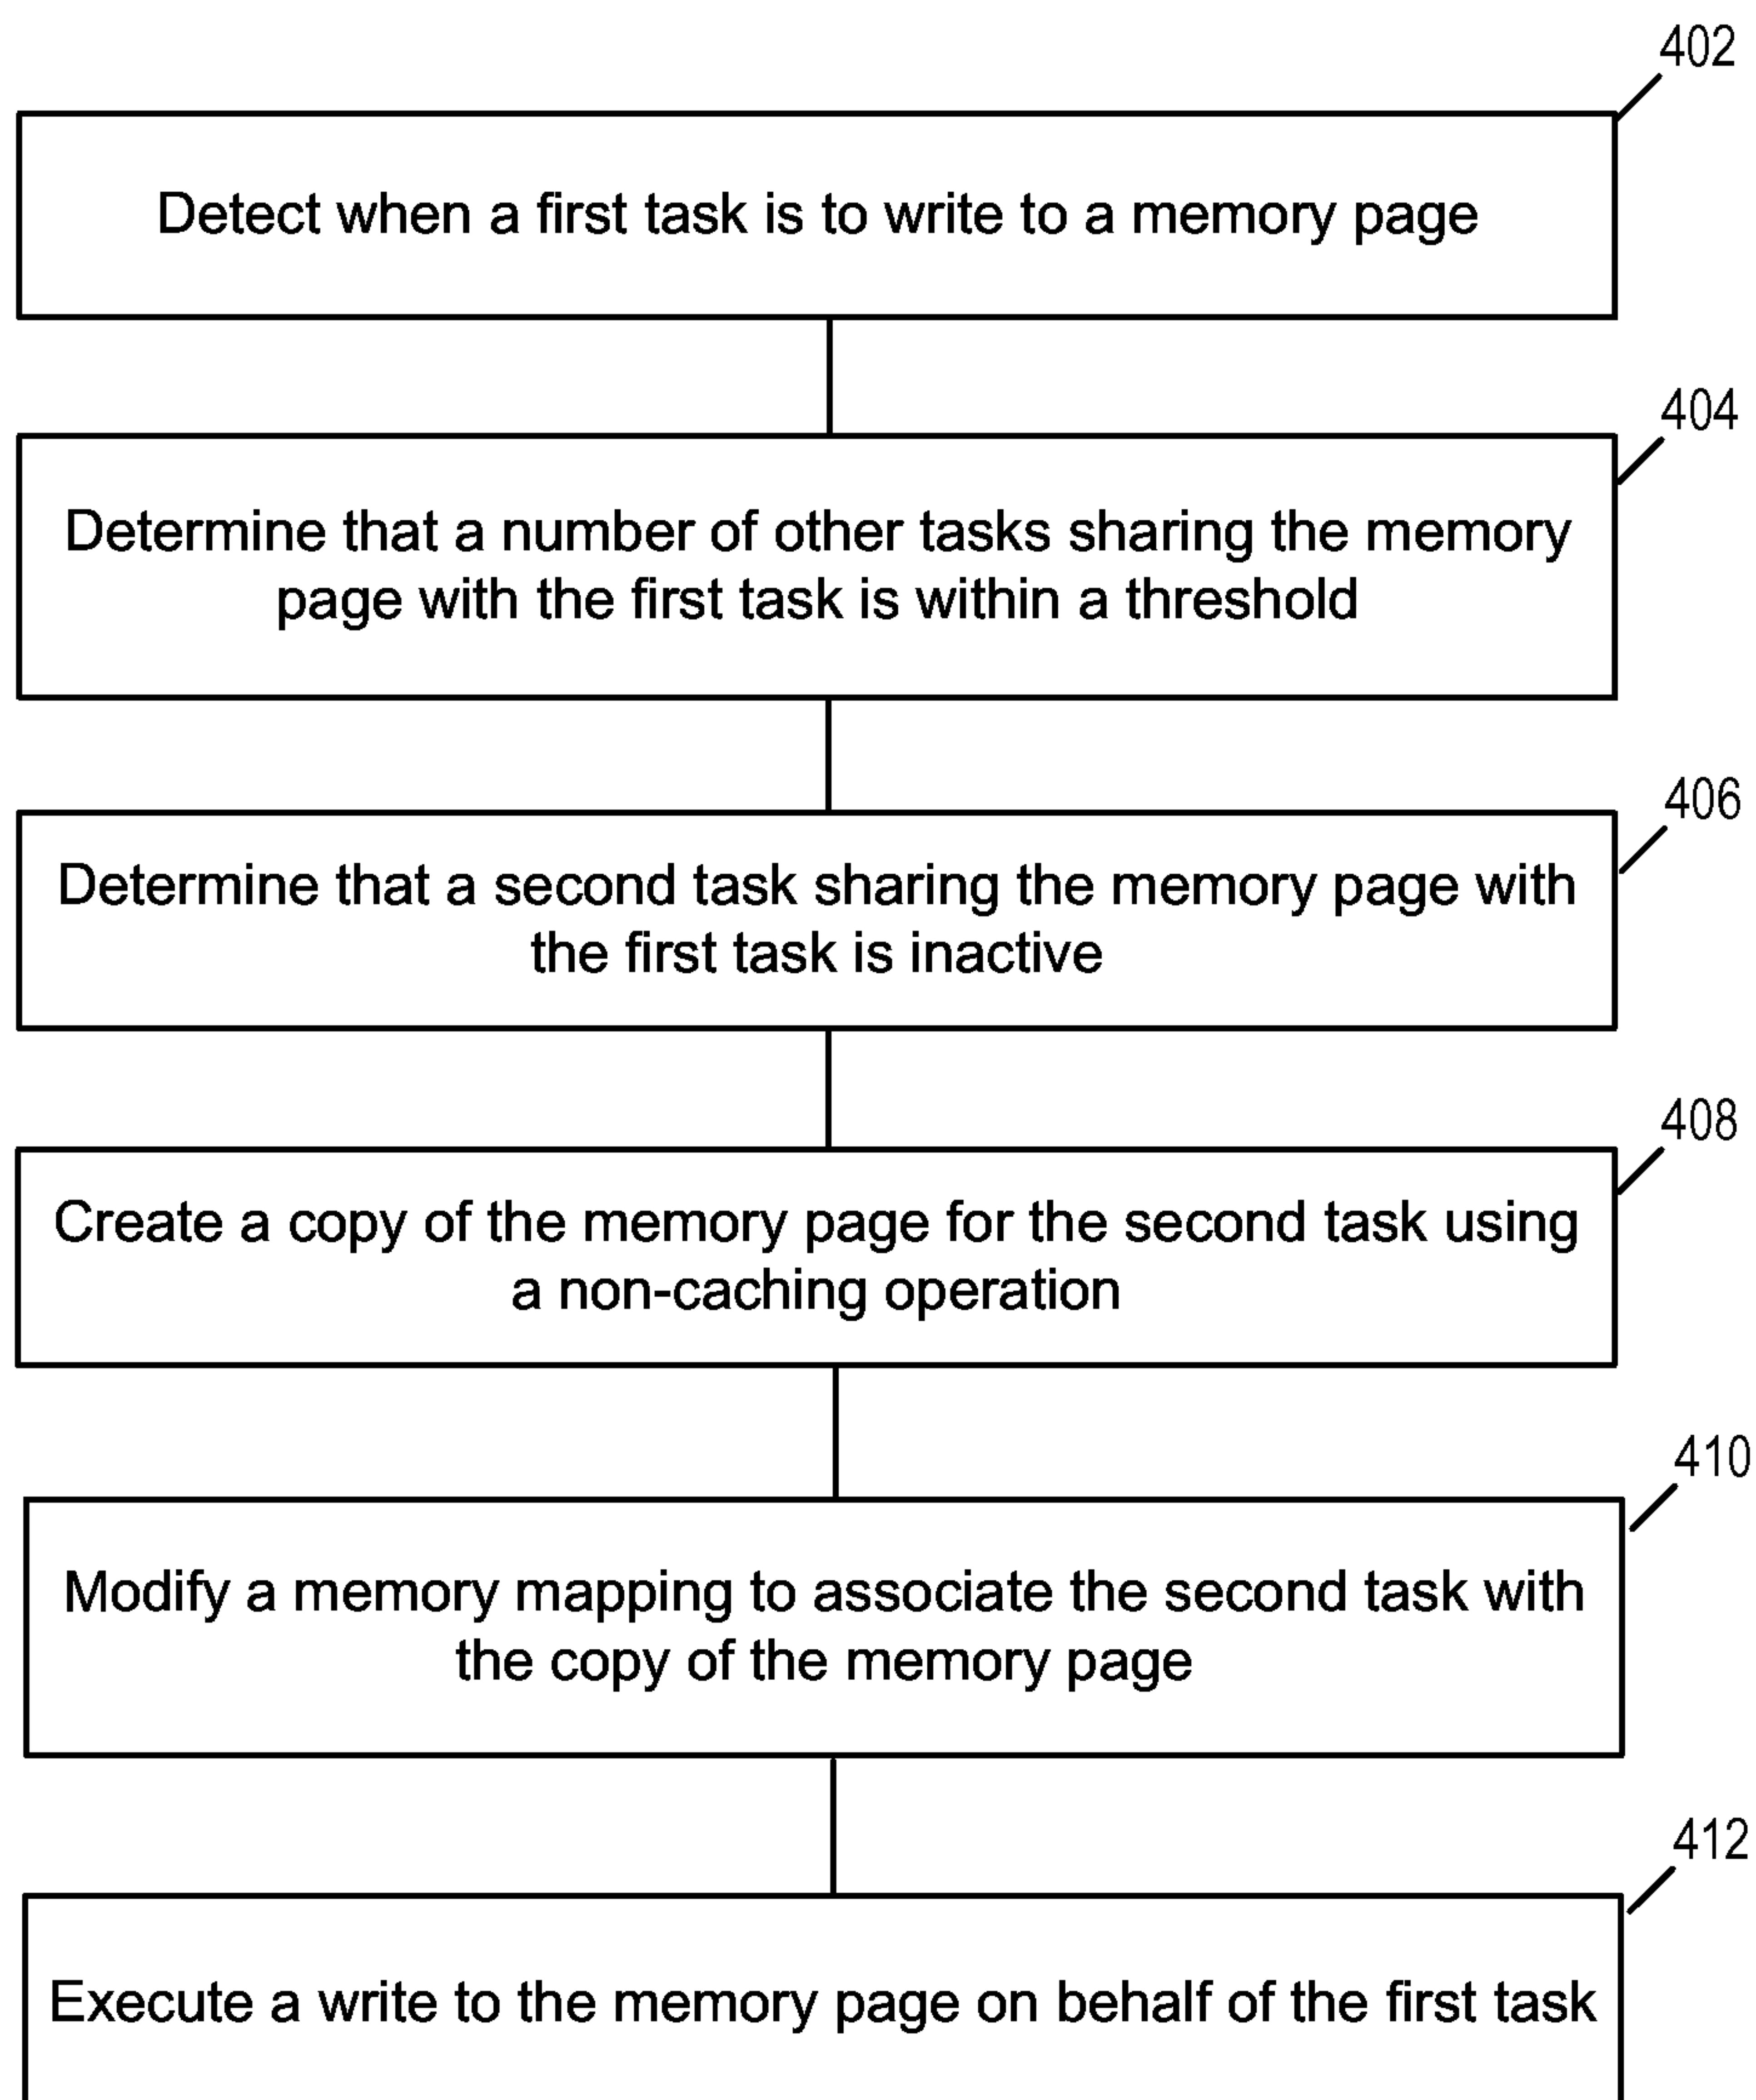 402
Detect when a first task is to write to a memory page
404
Determine that a number of other tasks sharing the memory
page with the first task is within a threshold
406
Determine that a second task sharing the memory page with
the first task is inactive
408
Create a copy of the memory page for the second task using
a non-caching operation
410
Modify a memory mapping to associate the second task with
the copy of the memory page
412
Execute a write to the memory page on behalf of the first task